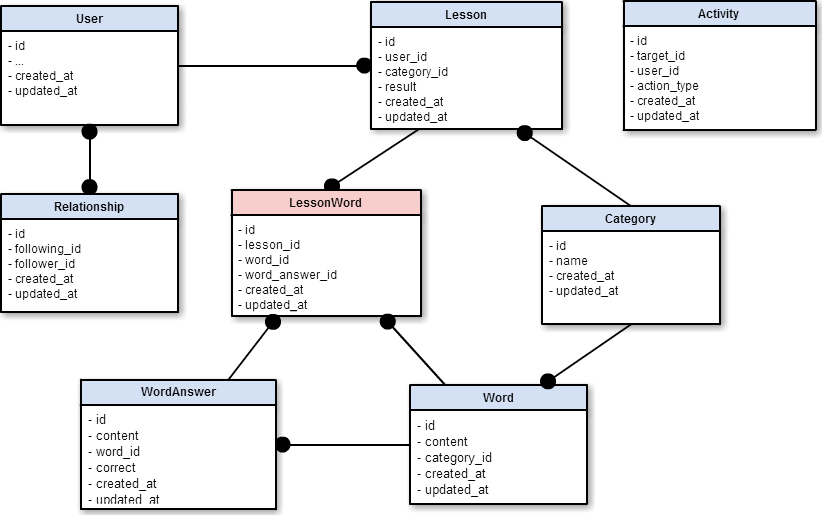 User
- id
- ...
- created_at
- updated_at
Lesson
- id
- user_id
- category_id
- result
- created_at
- updated_at
Activity
- id
- target_id
- user_id
- action_type
- created_at
- updated_at
Relationship
- id
- following_id
- follower_id
- created_at
- updated_at
LessonWord
- id
- lesson_id
- word_id
- word_answer_id
- created_at
- updated_at
Category
- id
- name
- created_at
- updated_at
WordAnswer
- id
- content
- word_id
- correct
- created_at
- updated_at
Word
- id
- content
- category_id
- created_at
- updated_at